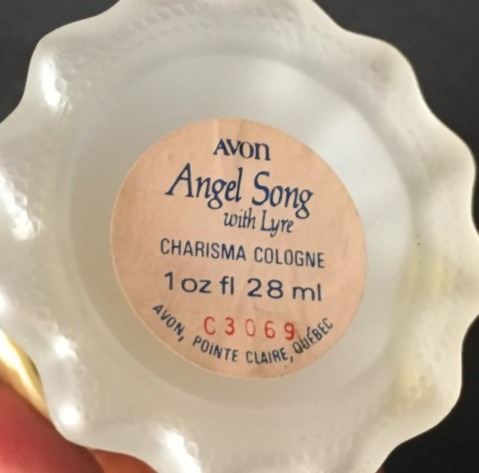 AVON
Angel Song
with Lyre
CHARISMA COLOGNE
1 oz fl 28 ml
C3069
AVON, POINTE CLAIRE, QUÉBEC